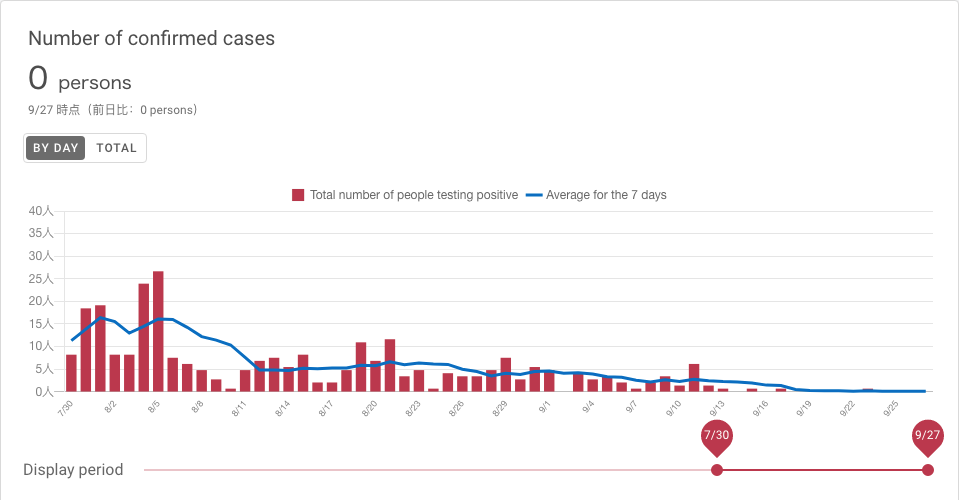 Number of confirmed cases
0 persons
9/27 時点（前日比：0 persons）
BY DAY TOTAL
Total number of people testing positive Average for the 7 days
40人
35人
30人
25人
20人
15人
10人
5人
0人
7/30 8/2 8/5 8/8 8/11 8/14 8/17 8/20 8/23 8/26 8/29 9/1 9/4 9/7 9/10 9/13 9/16 9/19 9/22 9/25
7/30 9/27
Display period